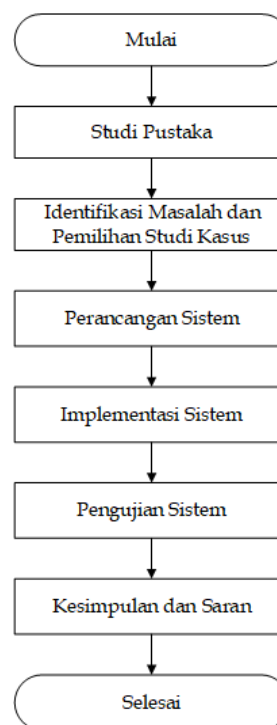 Mulai
Studi Pustaka
Identifikasi Masalah dan
Pemilihan Studi Kasus
Perancangan Sistem
Implementasi Sistem
Pengujian Sistem
Kesimpulan dan Saran
Selesai